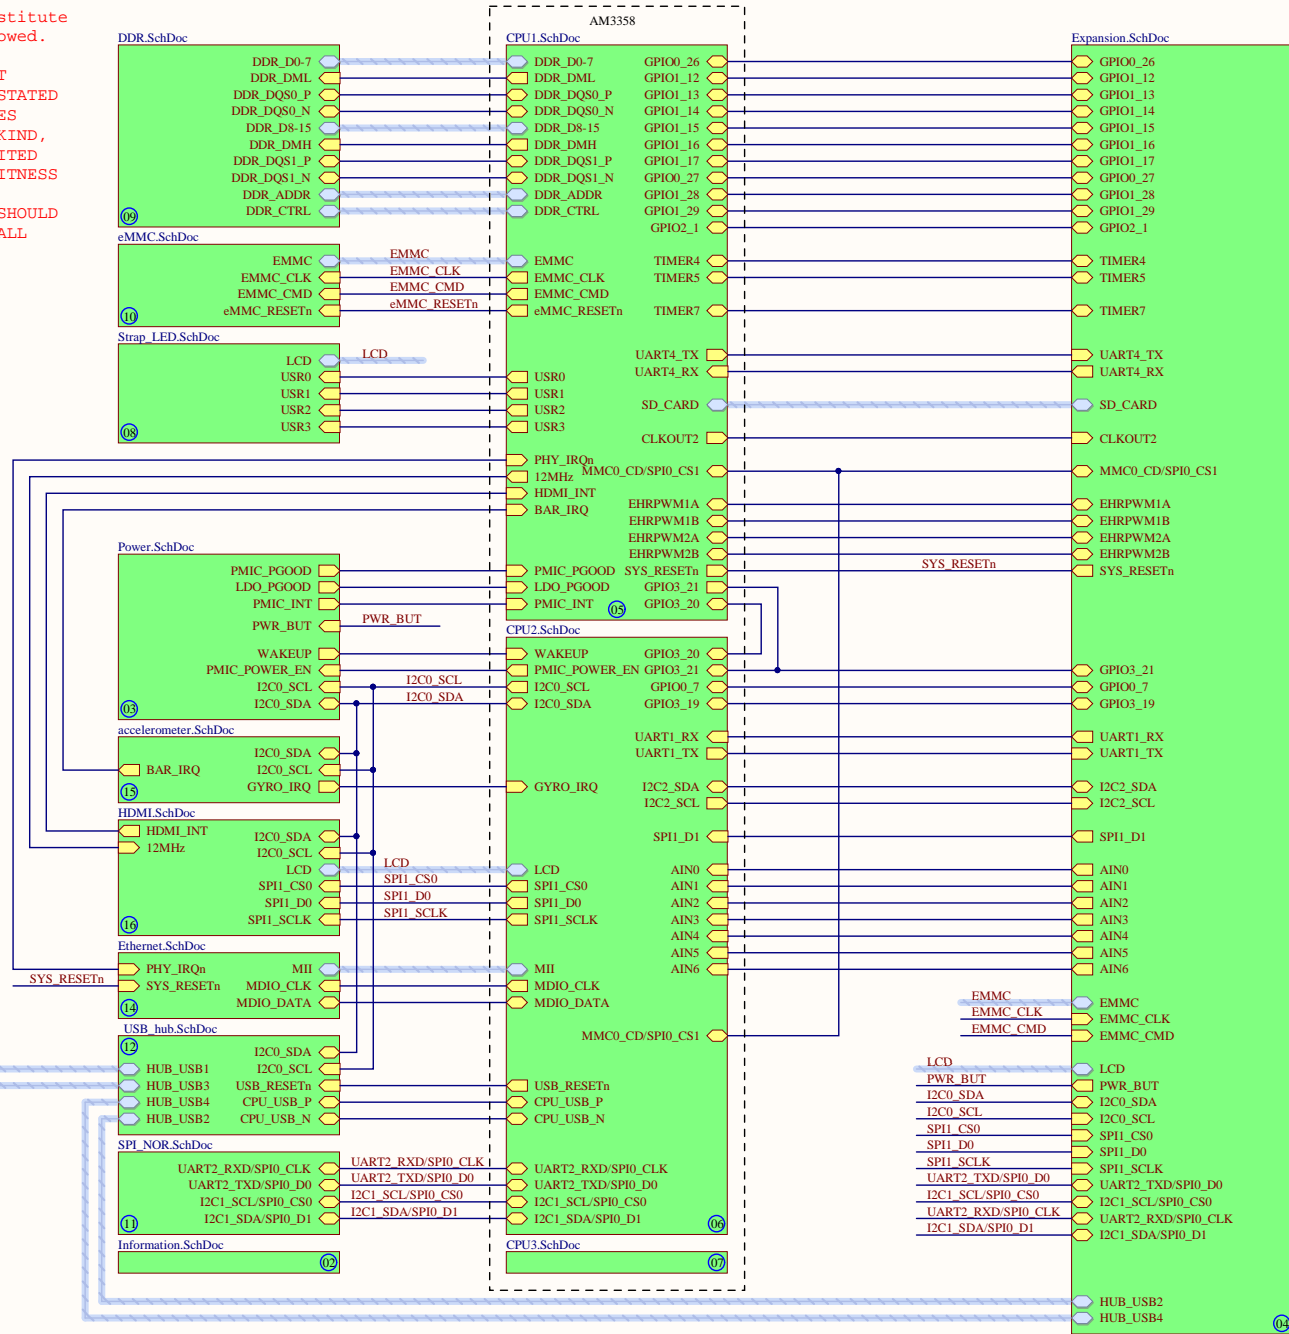 stitute
owed.
T
STATED
ES
KIND,
ITED
ITNESS
SHOULD
ALL
DDR.SchDoc
DDR_D0-7
DDR_DML
DDR_DQS0_P
DDR_DQS0_N
DDR_D8-15
DDR_DMH
DDR_DQS1_P
DDR_DQS1_N
DDR_ADDR
DDR_CTRL
09
eMMC.SchDoc
EMMC
EMMC_CLK
EMMC_CMD
eMMC_RESETn
10
EMMC
EMMC_CLK
EMMC_CMD
eMMC_RESETn
Strap_LED.SchDoc
LCD
USR0
USR1
USR2
USR3
08
LCD
Power.SchDoc
PMIC_PGOOD
LDO_PGOOD
PMIC_INT
PWR_BUT
WAKEUP
PMIC_POWER_EN
I2C0_SCL
I2C0_SDA
03
PWR_BUT
I2C0_SCL
I2C0_SDA
accelerometer.SchDoc
I2C0_SDA
BAR_IRQ
I2C0_SCL
GYRO_IRQ
15
HDMI.SchDoc
HDMI_INT
I2C0_SDA
12MHz
I2C0_SCL
LCD
SPI1_CS0
SPI1_D0
SPI1_SCLK
16
LCD
SPI1_CS0
SPI1_D0
SPI1_SCLK
Ethernet.SchDoc
PHY_IRQn
MII
SYS_RESETn
SYS_RESETn
MDIO_CLK
MDIO_DATA
14
USB_hub.SchDoc
12
I2C0_SDA
HUB_USB1
I2C0_SCL
HUB_USB3
USB_RESETn
HUB_USB4
CPU_USB_P
HUB_USB2
CPU_USB_N
SPI_NOR.SchDoc
UART2_RXD/SPI0_CLK
UART2_TXD/SPI0_D0
I2C1_SCL/SPI0_CS0
I2C1_SDA/SPI0_D1
11
UART2_RXD/SPI0_CLK
UART2_TXD/SPI0_D0
I2C1_SCL/SPI0_CS0
I2C1_SDA/SPI0_D1
Information.SchDoc
02
AM3358
CPU1.SchDoc
DDR_D0-7
DDR_DML
DDR_DQS0_P
DDR_DQS0_N
DDR_D8-15
DDR_DMH
DDR_DQS1_P
DDR_DQS1_N
DDR_ADDR
DDR_CTRL
EMMC
EMMC_CLK
EMMC_CMD
eMMC_RESETn
USR0
USR1
USR2
USR3
PHY_IRQn
12MHz
HDMI_INT
BAR_IRQ
PMIC_PGOOD
LDO_PGOOD
PMIC_INT
05
GPIO0_26
GPIO1_12
GPIO1_13
GPIO1_14
GPIO1_15
GPIO1_16
GPIO1_17
GPIO0_27
GPIO1_28
GPIO1_29
GPIO2_1
TIMER4
TIMER5
TIMER7
UART4_TX
UART4_RX
SD_CARD
CLKOUT2
MMC0_CD/SPI0_CS1
EHRPWM1A
EHRPWM1B
EHRPWM2A
EHRPWM2B
SYS_RESETn
GPIO3_21
GPIO3_20
SYS_RESETn
CPU2.SchDoc
WAKEUP
PMIC_POWER_EN
I2C0_SCL
I2C0_SDA
GYRO_IRQ
LCD
SPI1_CS0
SPI1_D0
SPI1_SCLK
MII
MDIO_CLK
MDIO_DATA
USB_RESETn
CPU_USB_P
CPU_USB_N
UART2_RXD/SPI0_CLK
UART2_TXD/SPI0_D0
I2C1_SCL/SPI0_CS0
I2C1_SDA/SPI0_D1
GPIO3_20
GPIO3_21
GPIO0_7
GPIO3_19
UART1_RX
UART1_TX
I2C2_SDA
I2C2_SCL
SPI1_D1
AIN0
AIN1
AIN2
AIN3
AIN4
AIN5
AIN6
MMC0_CD/SPI0_CS1
06
CPU3.SchDoc
07
Expansion.SchDoc
GPIO0_26
GPIO1_12
GPIO1_13
GPIO1_14
GPIO1_15
GPIO1_16
GPIO1_17
GPIO0_27
GPIO1_28
GPIO1_29
GPIO2_1
TIMER4
TIMER5
TIMER7
UART4_TX
UART4_RX
SD_CARD
CLKOUT2
MMC0_CD/SPI0_CS1
EHRPWM1A
EHRPWM1B
EHRPWM2A
EHRPWM2B
SYS_RESETn
GPIO3_21
GPIO0_7
GPIO3_19
UART1_RX
UART1_TX
I2C2_SDA
I2C2_SCL
SPI1_D1
AIN0
AIN1
AIN2
AIN3
AIN4
AIN5
AIN6
EMMC
EMMC
EMMC_CLK
EMMC_CLK
EMMC_CMD
EMMC_CMD
LCD
LCD
PWR_BUT
PWR_BUT
I2C0_SDA
I2C0_SDA
I2C0_SCL
I2C0_SCL
SPI1_CS0
SPI1_CS0
SPI1_D0
SPI1_D0
SPI1_SCLK
SPI1_SCLK
UART2_TXD/SPI0_D0
UART2_TXD/SPI0_D0
I2C1_SCL/SPI0_CS0
I2C1_SCL/SPI0_CS0
UART2_RXD/SPI0_CLK
UART2_RXD/SPI0_CLK
I2C1_SDA/SPI0_D1
I2C1_SDA/SPI0_D1
HUB_USB2
HUB_USB4
04